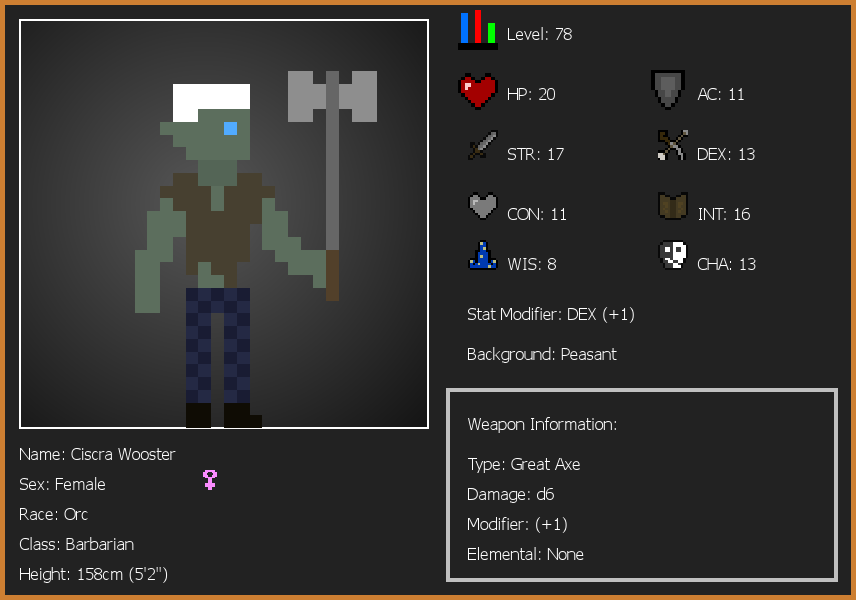 Level: 78
HP: 20
AC: 11
STR: 17
DEX: 13
CON: 11
INT: 16
WIS: 8
CHA: 13
Stat Modifier: DEX (+1)
Background: Peasant
Weapon Information:
Type: Great Axe
Damage: d6
Modifier: (+1)
Elemental: None
Name: Ciscra Wooster
Sex: Female
Race: Orc
Class: Barbarian
Height: 158cm (5'2")